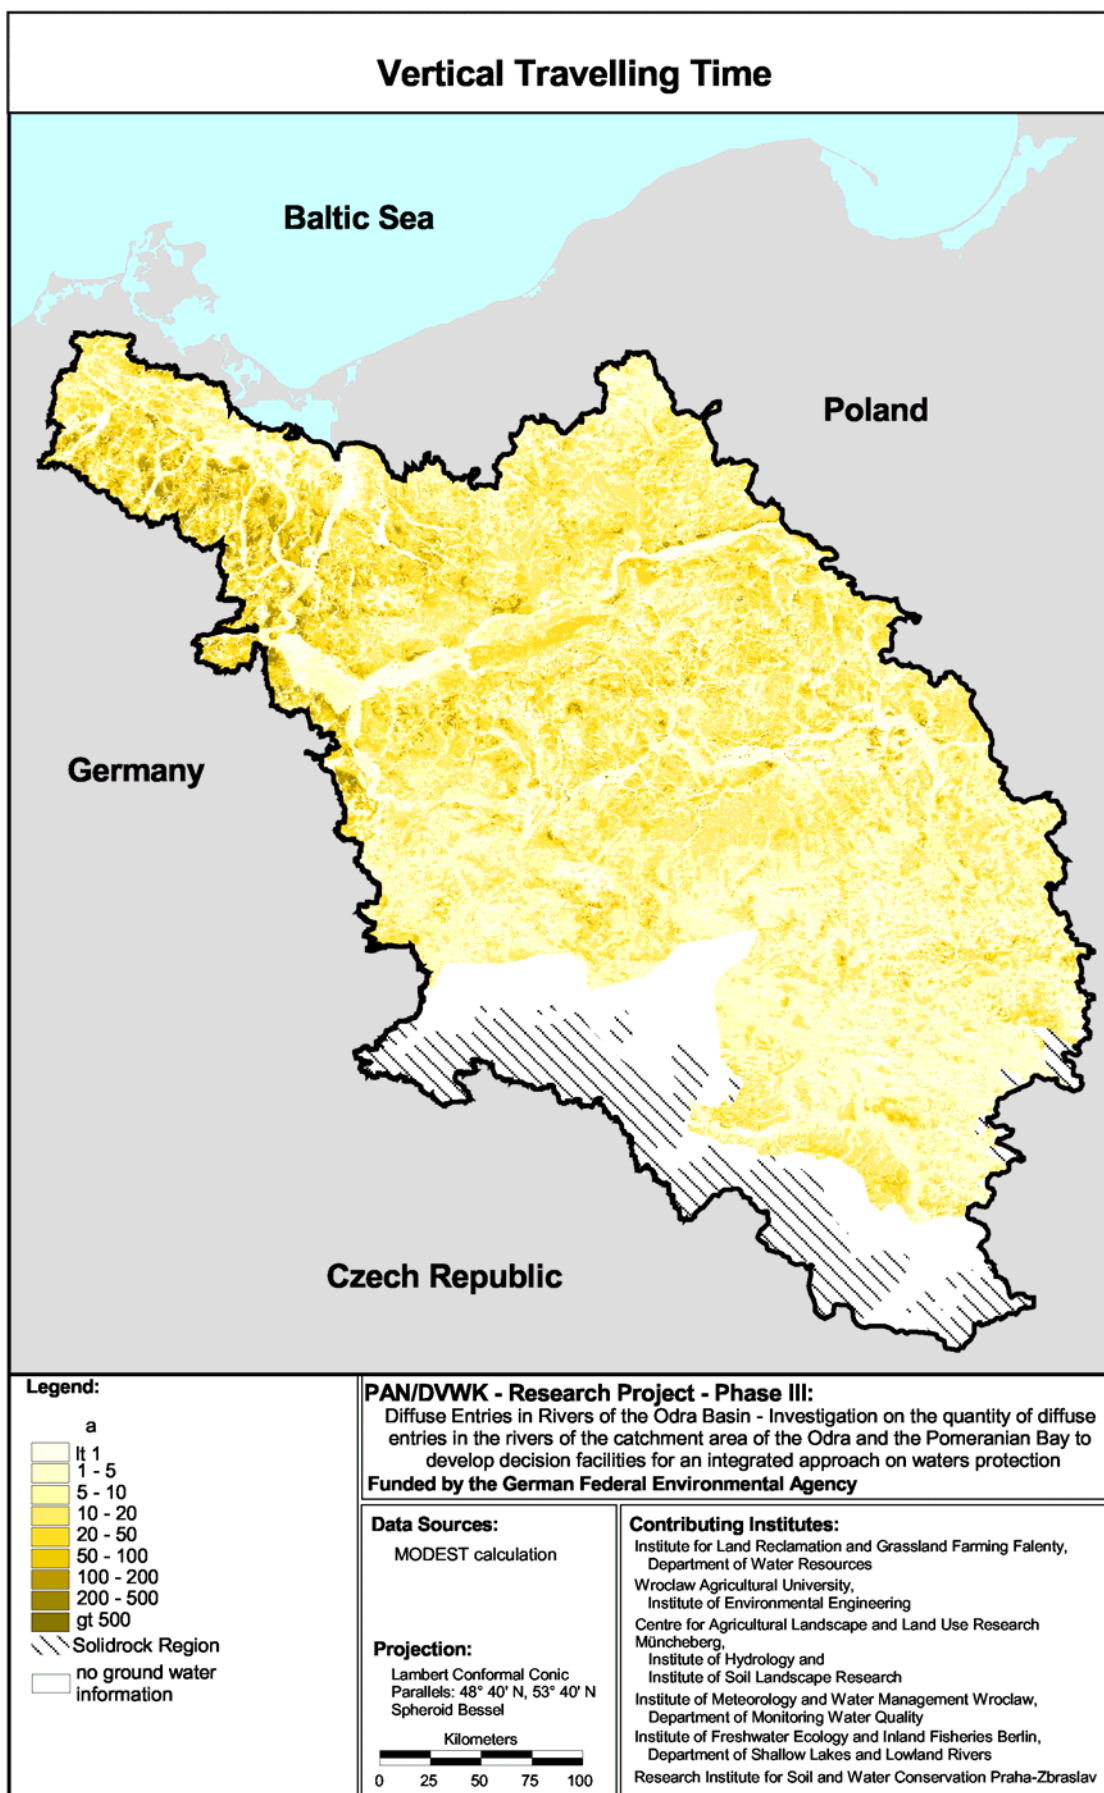 Vertical Travelling Time
Baltic Sea
Poland
Germany
Czech Republic
Legend:
a
lt 1
1 - 5
5 - 10
10 - 20
20 - 50
50 - 100
100 - 200
200 - 500
gt 500
Solidrock Region
no ground water
information
PAN/DVWK - Research Project - Phase III:
Diffuse Entries in Rivers of the Odra Basin - Investigation on the quantity of diffuse
entries in the rivers of the catchment area of the Odra and the Pomeranian Bay to
develop decision facilities for an integrated approach on waters protection
Funded by the German Federal Environmental Agency
Data Sources:
MODEST calculation
Projection:
Lambert Conformal Conic
Parallels: 48° 40' N, 53° 40' N
Spheroid Bessel
Kilometers
0 25 50 75 100
Contributing Institutes:
Institute for Land Reclamation and Grassland Farming Falenty,
Department of Water Resources
Wroclaw Agricultural University,
Institute of Environmental Engineering
Centre for Agricultural Landscape and Land Use Research
Müncheberg,
Institute of Hydrology and
Institute of Soil Landscape Research
Institute of Meteorology and Water Management Wroclaw,
Department of Monitoring Water Quality
Institute of Freshwater Ecology and Inland Fisheries Berlin,
Department of Shallow Lakes and Lowland Rivers
Research Institute for Soil and Water Conservation Praha-Zbraslav